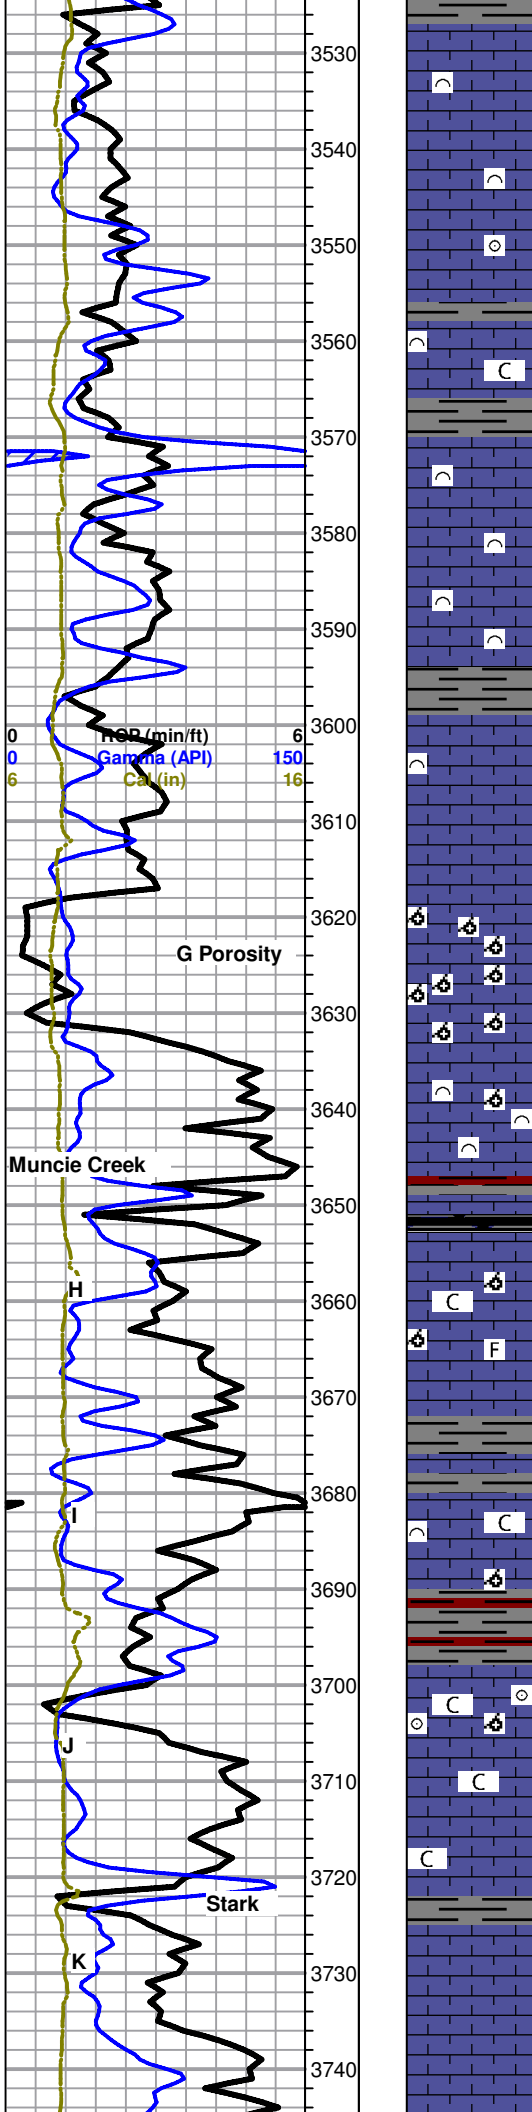 3530
3540
3550
3560
C
3570
3580
3590
3600
0 ROP (min/ft) 6
0 Gamma (API) 150
6 Cal (in) 16
3610
3620
G Porosity
3630
3640
Muncie Creek
3650
H
3660
C
F
3670
3680
I
C
3690
3700
C
J
3710
C
C
3720
Stark
K
3730
3740